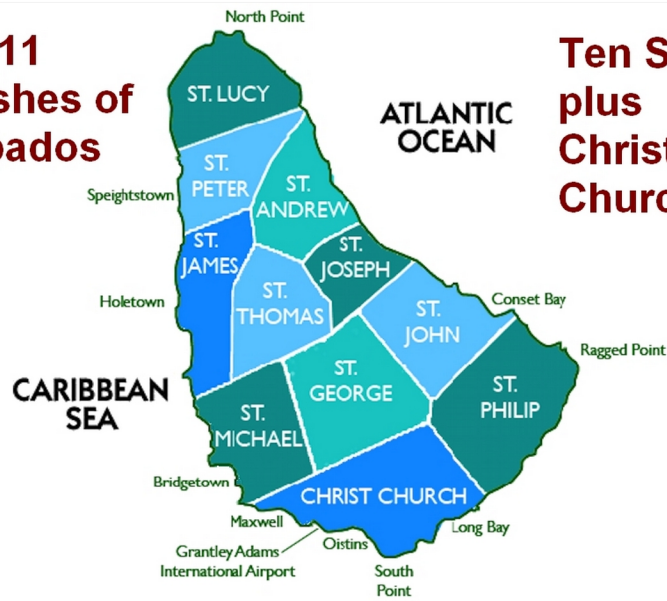 North Point
11
shes of
bados
Ten S
plus
Christ
Churc
ST. LUCY
ATLANTIC
OCEAN
ST.
PETER
Speightstown
ST.
ANDREW
ST.
JAMES
ST.
JOSEPH
Holetown
ST.
THOMAS
ST.
JOHN
Conset Bay
Ragged Point
CARIBBEAN
SEA
ST.
GEORGE
ST.
PHILIP
ST.
MICHAEL
Bridgetown
CHRIST CHURCH
Maxwell
Long Bay
Grantley Adams
International Airport
Oistins
South
Point